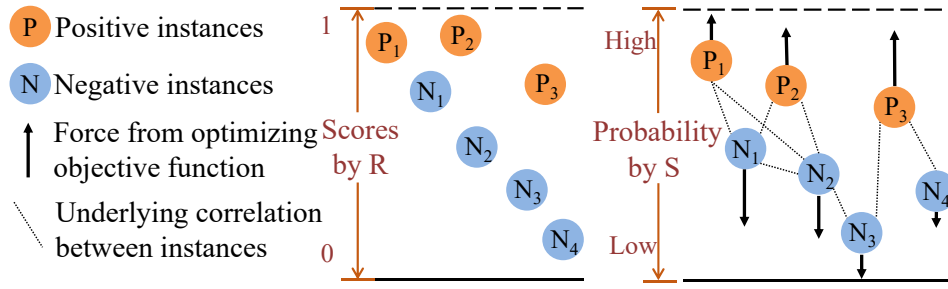 P Positive instances
N Negative instances
Force from optimizing
objective function
Underlying correlation
between instances
1
Scores
by R
0
P1
P2
P3
N1
N2
N3
N4
High
Probability
by S
Low
P1
P2
P3
N1
N2
N3
N4